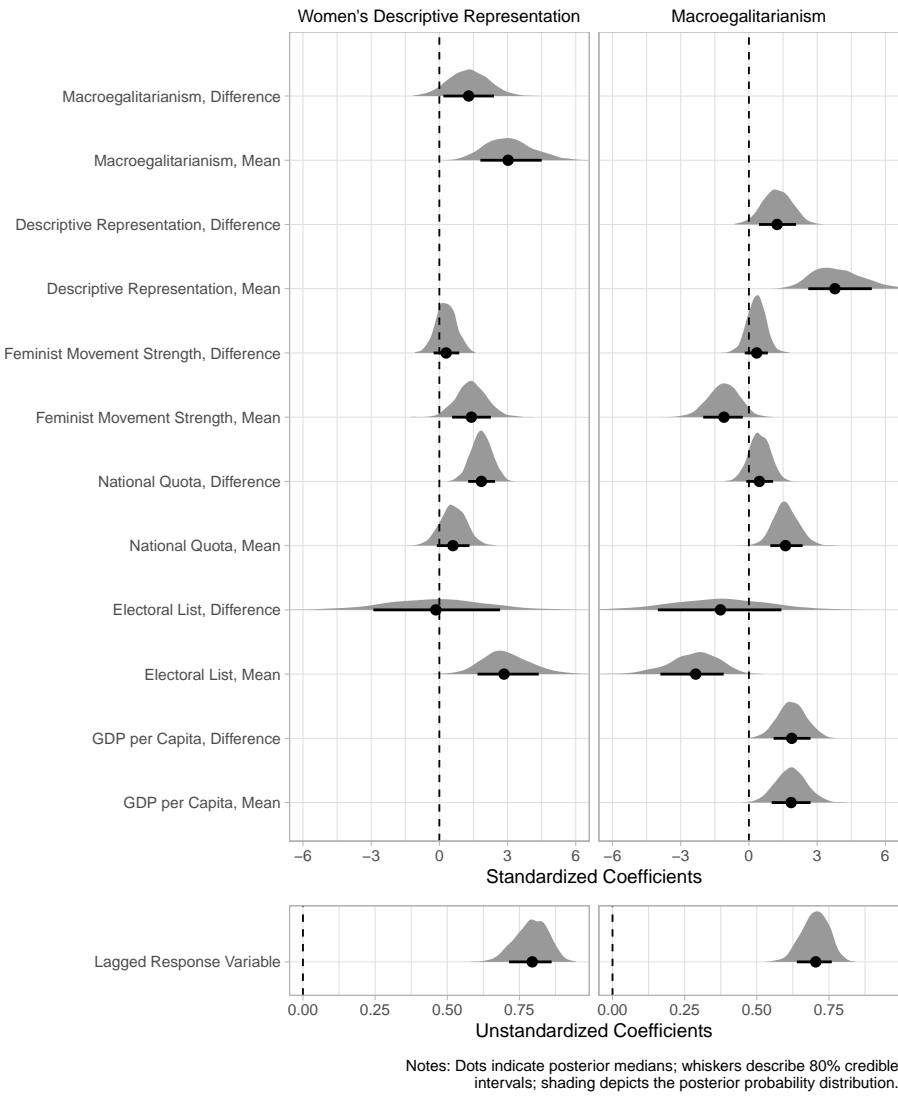 Women's Descriptive Representation
Macroegalitarianism
Macroegalitarianism, Difference
Macroegalitarianism, Mean
Descriptive Representation, Difference
Descriptive Representation, Mean
Feminist Movement Strength, Difference
Feminist Movement Strength, Mean
National Quota, Difference
National Quota, Mean
Electoral List, Difference
Electoral List, Mean
GDP per Capita, Difference
GDP per Capita, Mean
−6 −3 0 3 6 −6 −3 0 3 6
Standardized Coefficients
Lagged Response Variable
0.00 0.25 0.50 0.75 0.00 0.25 0.50 0.75
Unstandardized Coefficients
Notes: Dots indicate posterior medians; whiskers describe 80% credible
intervals; shading depicts the posterior probability distribution.